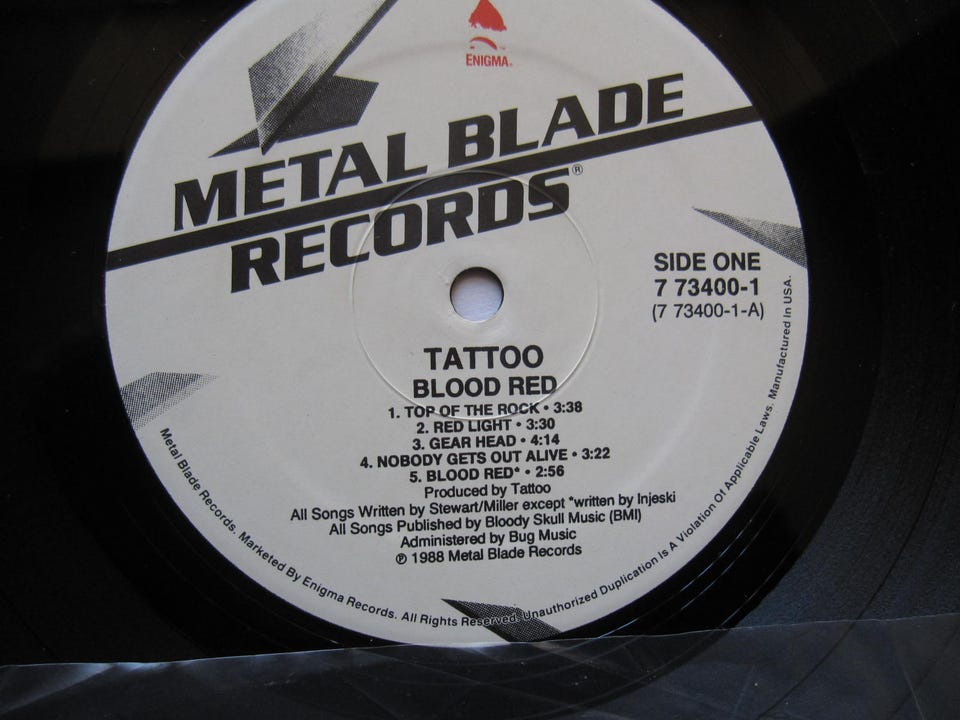 ENIGMA
METAL BLADE
RECORDS®
SIDE ONE
7 73400-1
(7 73400-1-A)
TATTOO
BLOOD RED
1. TOP OF THE ROCK • 3:38
2. RED LIGHT • 3:30
3. GEAR HEAD • 4:14
4. NOBODY GETS OUT ALIVE • 3:22
5. BLOOD RED* • 2:56
Produced by Tattoo
All Songs Written by Stewart/Miller except *written by Injeski
All Songs Published by Bloody Skull Music (BMI)
Administered by Bug Music
℗ 1988 Metal Blade Records
Metal Blade Records. Marketed By Enigma Records. All Rights Reserved. Unauthorized Duplication Is A Violation Of Applicable Laws. Manufactured In USA.